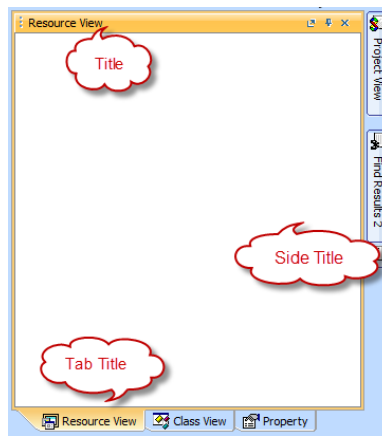 Resource View
Title
Project View
Find Results 2
Side Title
Tab Title
Resource View
Class View
Property